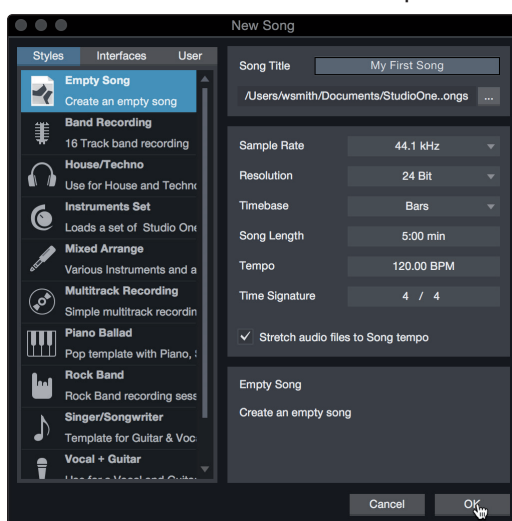 New Song
Styles Interfaces User
Empty Song
Create an empty song
Band Recording
16 Track band recording
House/Techno
Use for House and Techno
Instruments Set
Loads a set of Studio One
Mixed Arrange
Various Instruments and a
Multitrack Recording
Simple multitrack recordin
Piano Ballad
Pop template with Piano,
Rock Band
Rock Band recording sess
Singer/Songwriter
Template for Guitar & Voc
Vocal + Guitar
Song Title My First Song
/Users/wsmith/Documents/StudioOne..ongs ...
Sample Rate 44.1 kHz
Resolution 24 Bit
Timebase Bars
Song Length 5:00 min
Tempo 120.00 BPM
Time Signature 4 / 4
Stretch audio files to Song tempo
Empty Song
Create an empty song
Cancel OK